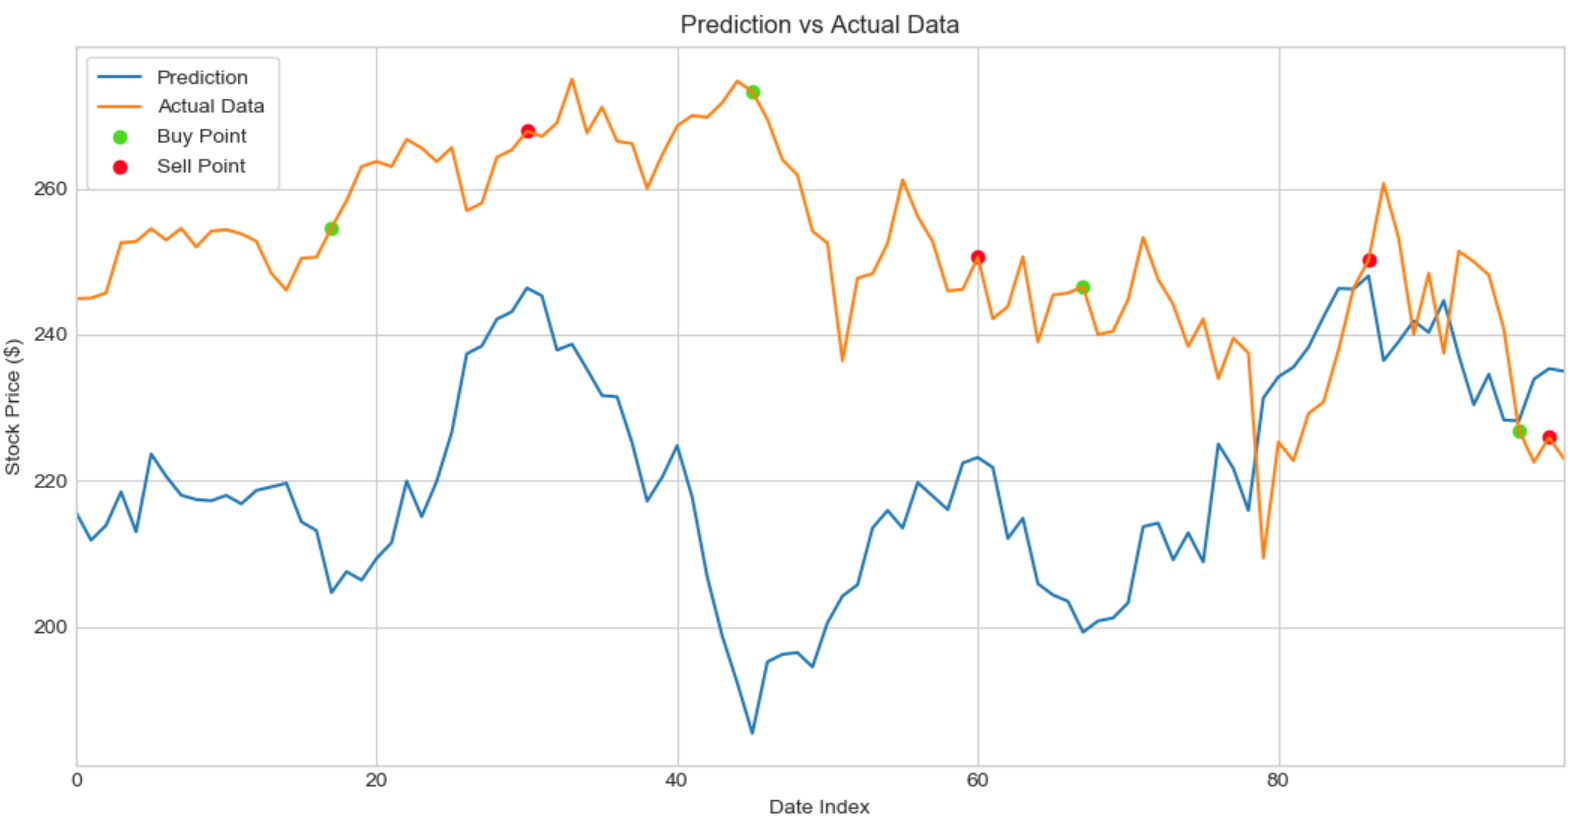 Prediction vs Actual Data
Prediction
Actual Data
Buy Point
Sell Point
260
240
220
200
Stock Price ($)
0 20 40 60 80
Date Index